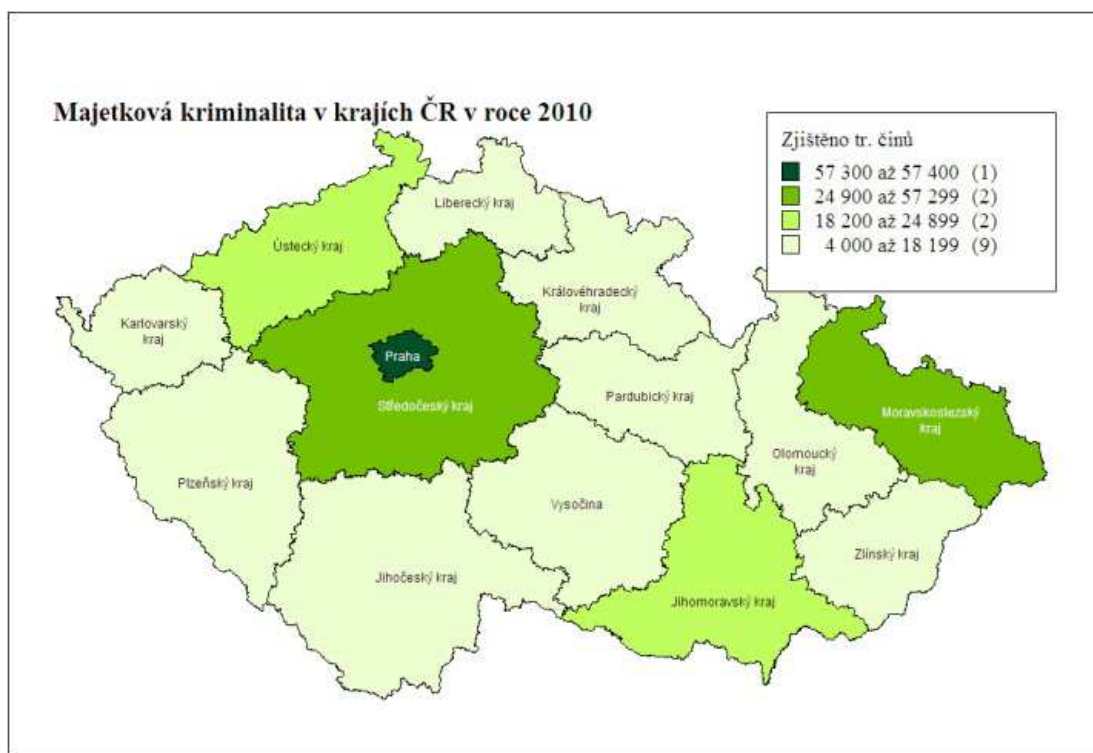 Majetková kriminalita v krajích ČR v roce 2010
Zjištěno tr. činů
57 300 až 57 400 (1)
24 900 až 57 299 (2)
18 200 až 24 899 (2)
4 000 až 18 199 (9)
Liberecký kraj
Ústecký kraj
Královéhradecký
kraj
Karlovarský
kraj
Praha
Středočeský kraj
Pardubický kraj
Moravskoslezský
kraj
Olomoucký
kraj
Plzeňský kraj
Vysočina
Zlínský kraj
Jihočeský kraj
Jihomoravský kraj